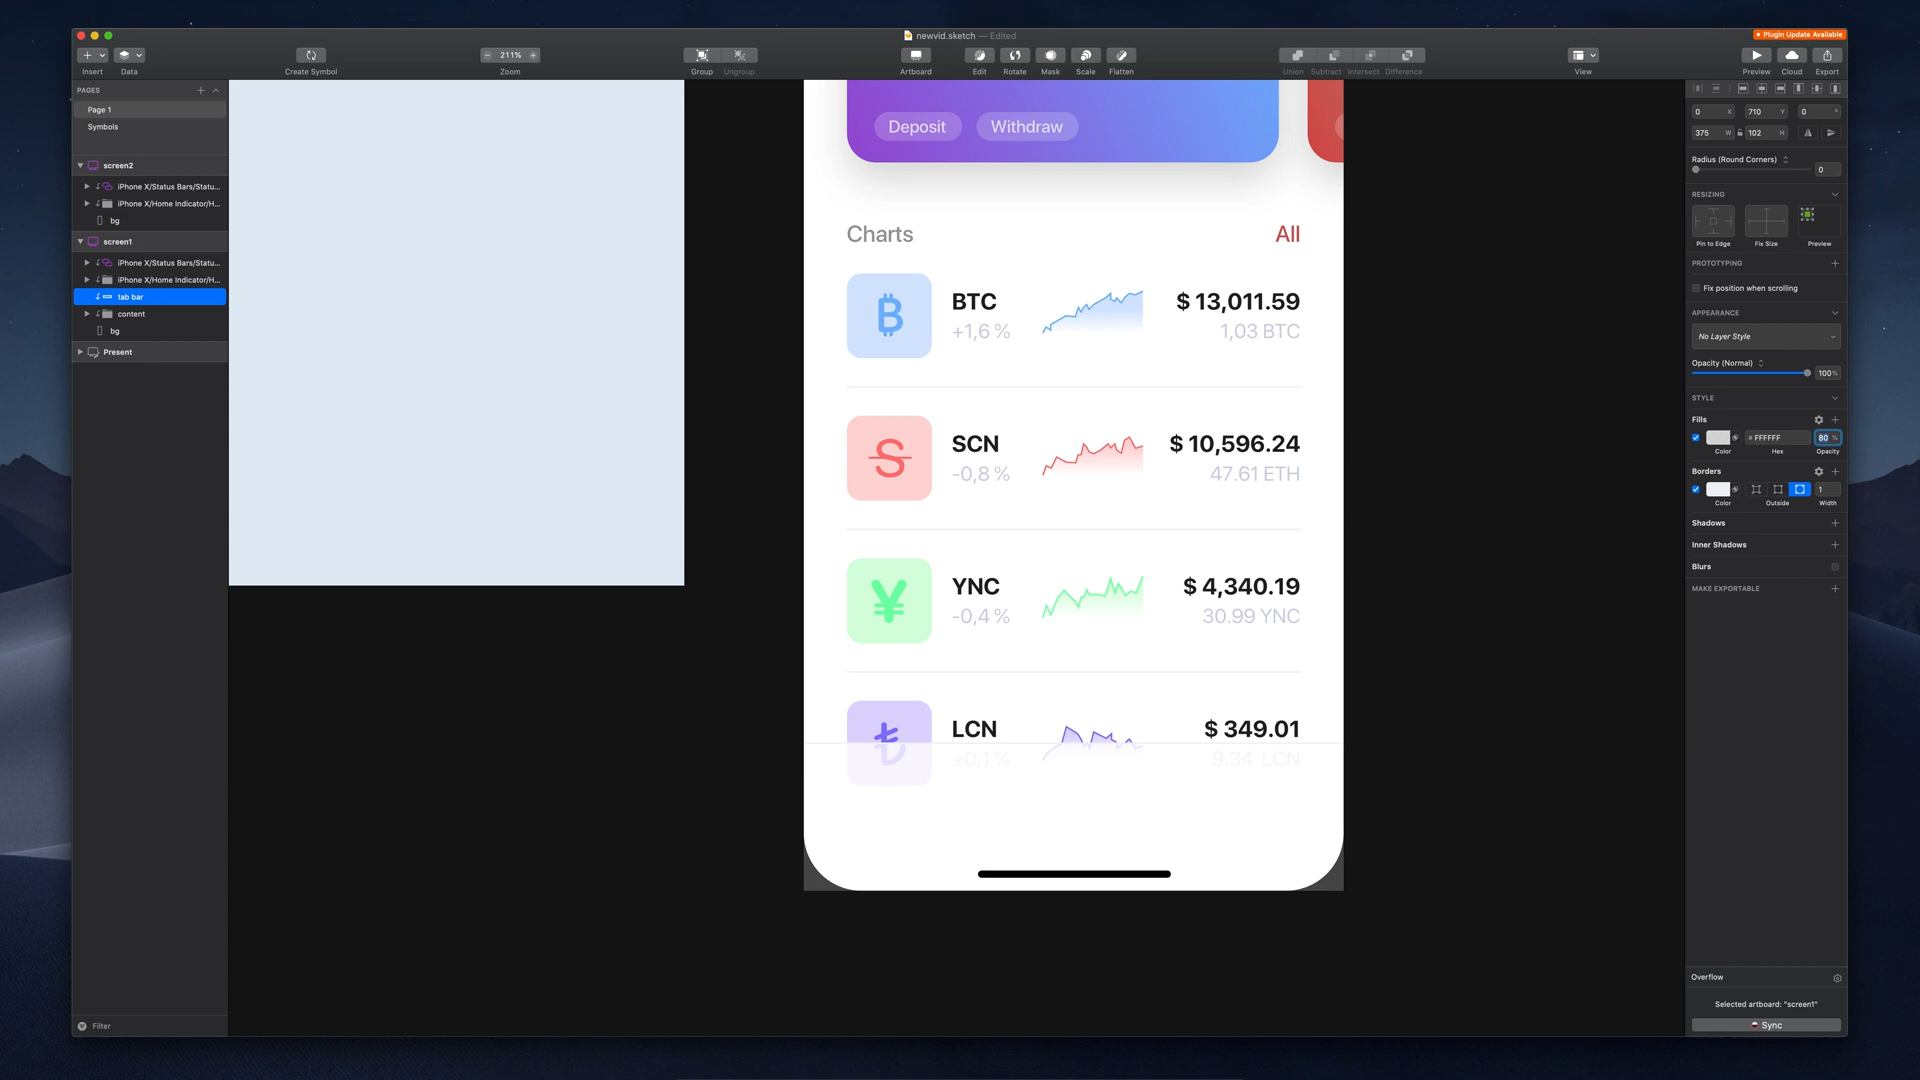 newvid.sketch — Edited
Plugin Update Available
Insert
Data
Create Symbol
211%
Zoom
Group
Ungroup
Artboard
Edit
Rotate
Mask
Scale
Flatten
Union
Subtract
Intersect
Difference
View
Preview
Cloud
Export
PAGES
Page 1
Symbols
screen2
iPhone X/Status Bars/Statu...
iPhone X/Home Indicator/H...
bg
screen1
iPhone X/Status Bars/Statu...
iPhone X/Home Indicator/H...
tab bar
content
bg
Present
Filter
Deposit
Withdraw
Charts
All
BTC
+1,6 %
$ 13,011.59
1,03 BTC
SCN
-0,8 %
$ 10,596.24
47.61 ETH
YNC
-0,4 %
$ 4,340.19
30.99 YNC
LCN
+0,1 %
$ 349.01
9.34 LCN
0 X 710 Y 0 °
375 W 102 H
Radius (Round Corners)
0
RESIZING
Pin to Edge
Fix Size
Preview
PROTOTYPING
Fix position when scrolling
APPEARANCE
No Layer Style
Opacity (Normal)
100%
STYLE
Fills
# FFFFFF
80 %
Color
Hex
Opacity
Borders
1
Color
Outside
Width
Shadows
Inner Shadows
Blurs
MAKE EXPORTABLE
Overflow
Selected artboard: "screen1"
Sync